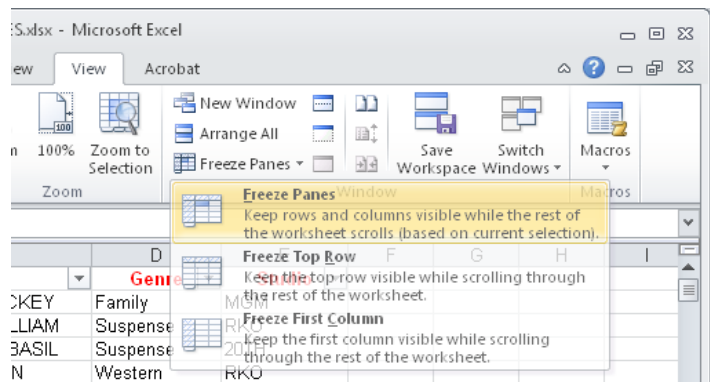 S.xlsx - Microsoft Excel
ew View Acrobat
New Window
Arrange All
Freeze Panes
100%
100
Zoom to
Selection
Save
Workspace
Switch
Windows
Macros
Zoom
Window
Macros
Freeze Panes
Keep rows and columns visible while the rest of
the worksheet scrolls (based on current selection).
Freeze Top Row
Keep the top row visible while scrolling through
the rest of the worksheet.
Freeze First Column
Keep the first column visible while scrolling
through the rest of the worksheet.
D E F G H I
Genre Studio
CKEY Family MGM
LLIAM Suspense RKO
BASIL Suspense 20TH
N Western RKO